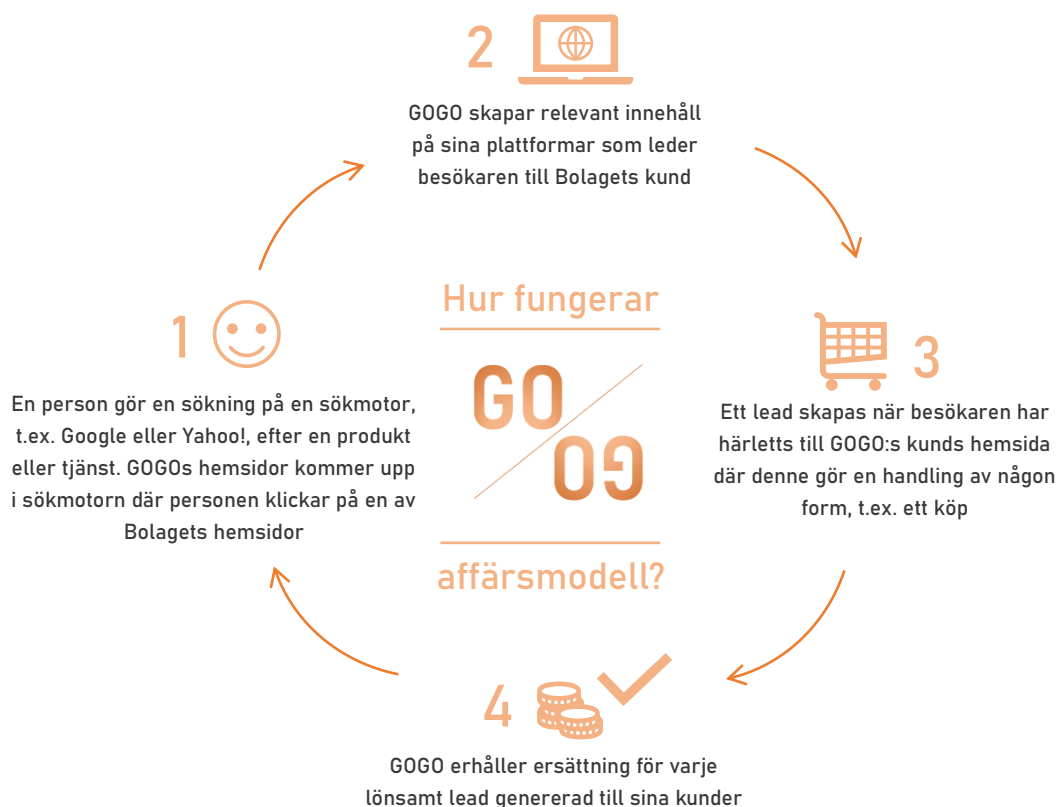 2
GOGO skapar relevant innehåll
på sina plattformar som leder
besökaren till Bolagets kund
Hur fungerar
GO
GO
affärsmodell?
1
En person gör en sökning på en sökmotor,
t.ex. Google eller Yahoo!, efter en produkt
eller tjänst. GOGOs hemsidor kommer upp
i sökmotorn där personen klickar på en av
Bolagets hemsidor
3
Ett lead skapas när besökaren har
härletts till GOGO:s kunds hemsida
där denne gör en handling av någon
form, t.ex. ett köp
4
GOGO erhåller ersättning för varje
lönsamt lead genererad till sina kunder